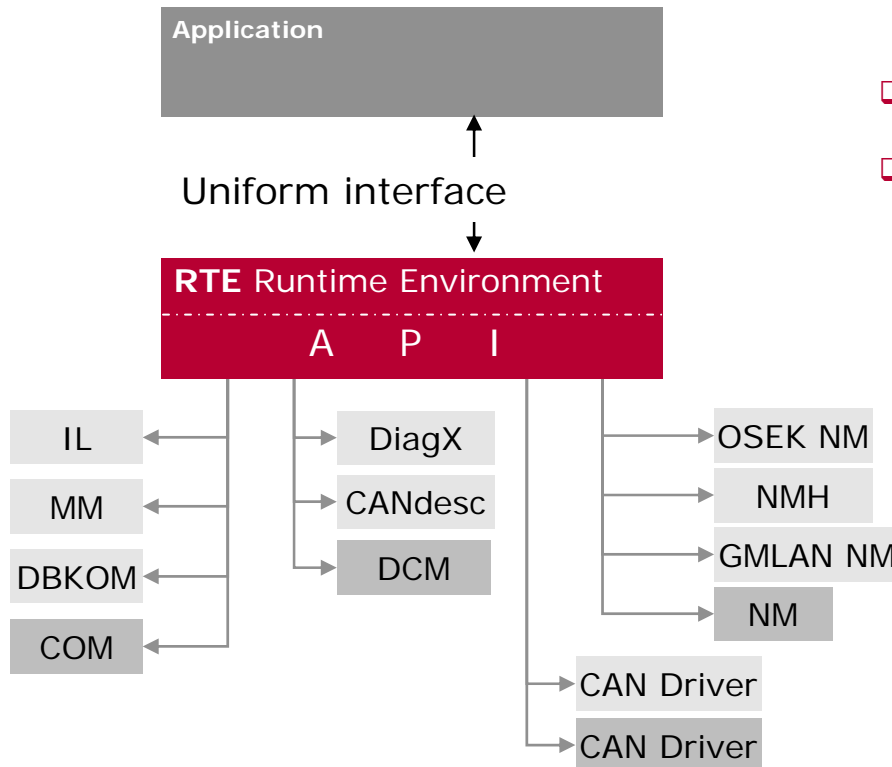 Application
Uniform interface
RTE Runtime Environment
A P I
IL
MM
DBKOM
COM
DiagX
CANdesc
DCM
OSEK NM
NMH
GMLAN NM
NM
CAN Driver
CAN Driver